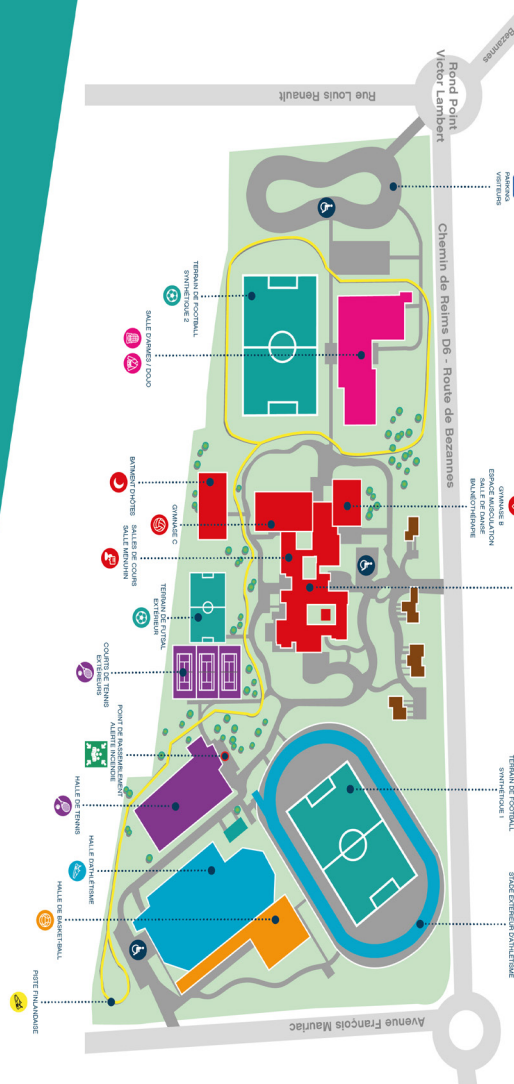 Bezannes
Rond Point
Victor Lambert
Rue Louis Renault
Chemin de Reims D6 - Route de Bezannes
Avenue François Mauriac
PARKING
VISITEURS
TERRAIN DE FOOTBALL
SYNTHÉTIQUE 2
SALLE D'ARMES / DOJO
GYMNASE B
ESPACE MUSCULATION
SALLE DE DANSE
BALNÉOTHÉRAPIE
BATIMENT D'HÔTES
GYMNASE C
SALLES DE COURS
SALLE MENUHIN
TERRAIN DE FUTSAL
EXTÉRIEUR
COURTS DE TENNIS
EXTÉRIEURS
POINT DE RASSEMBLEMENT
ALERTE INCENDIE
HALLE DE TENNIS
TERRAIN DE FOOTBALL
SYNTHÉTIQUE 1
STADE EXTÉRIEUR D'ATHLÉTISME
HALLE D'ATHLÉTISME
HALLE DE BASKET-BALL
PISTE FINLANDAISE